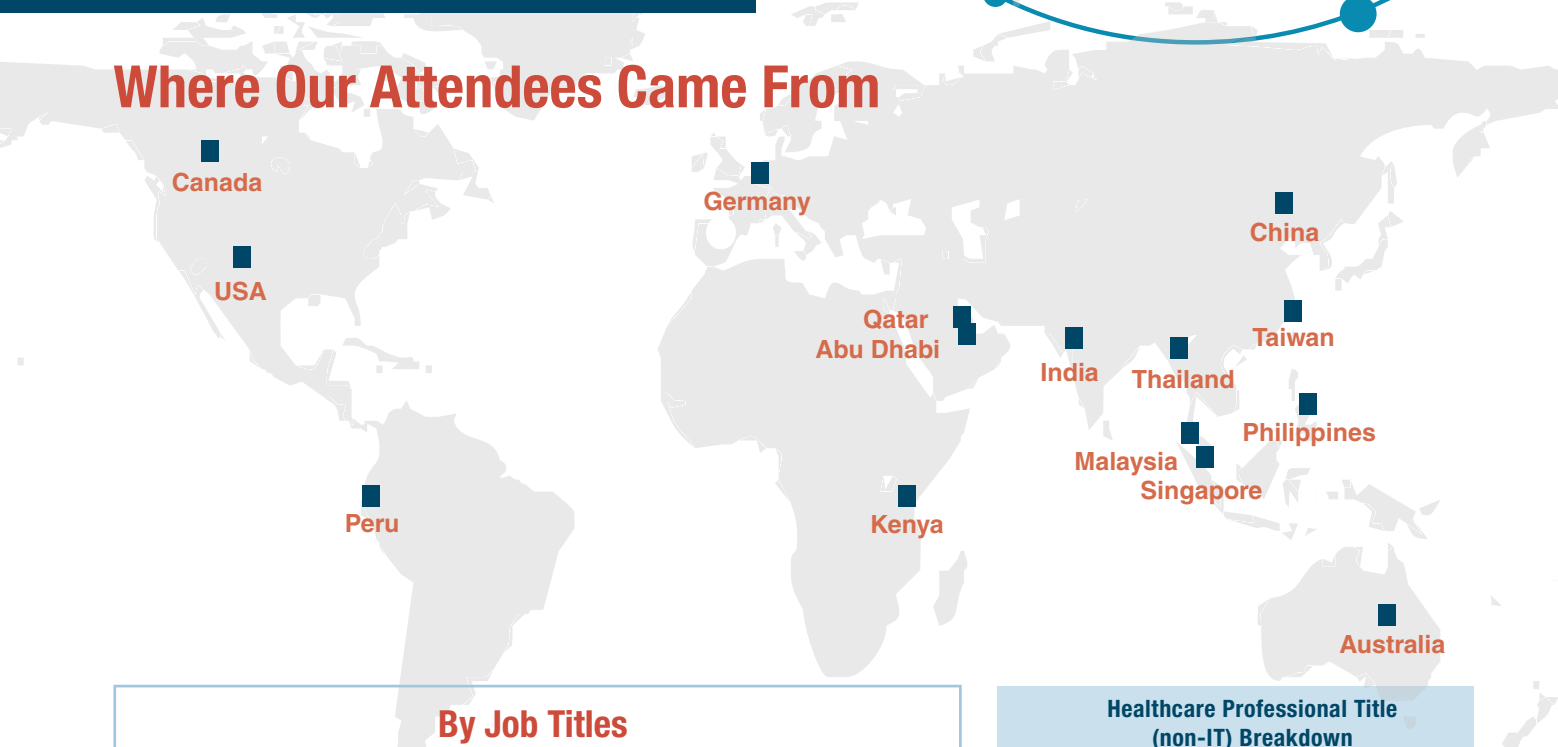 Where Our Attendees Came From
Canada
Germany
China
USA
Qatar
Abu Dhabi
Taiwan
India
Thailand
Philippines
Malaysia
Singapore
Peru
Kenya
Australia
By Job Titles
Healthcare Professional Title
(non-IT) Breakdown